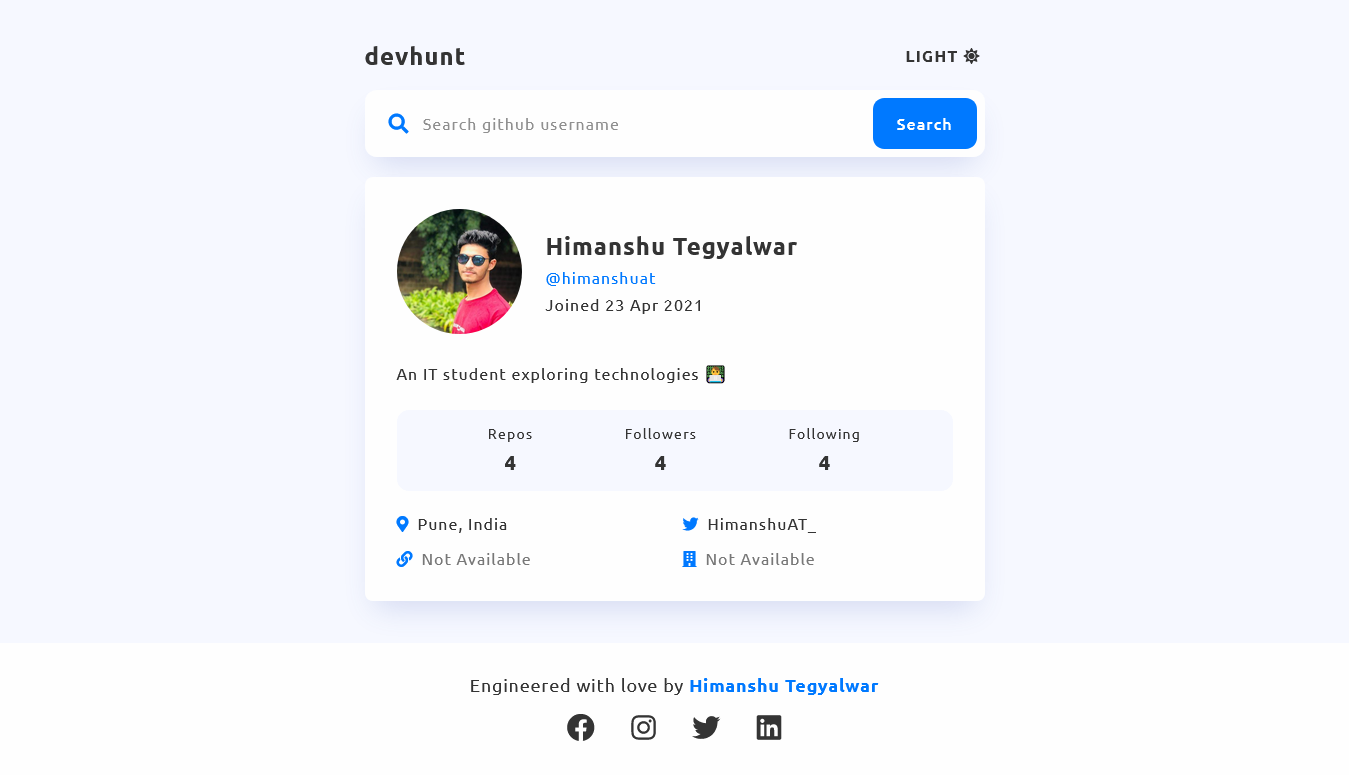 devhunt
LIGHT
Search github username
Search
Himanshu Tegyalwar
@himanshuat
Joined 23 Apr 2021
An IT student exploring technologies 👨‍💻
Repos Followers Following
4 4 4
Pune, India
HimanshuAT_
Not Available
Not Available
Engineered with love by Himanshu Tegyalwar